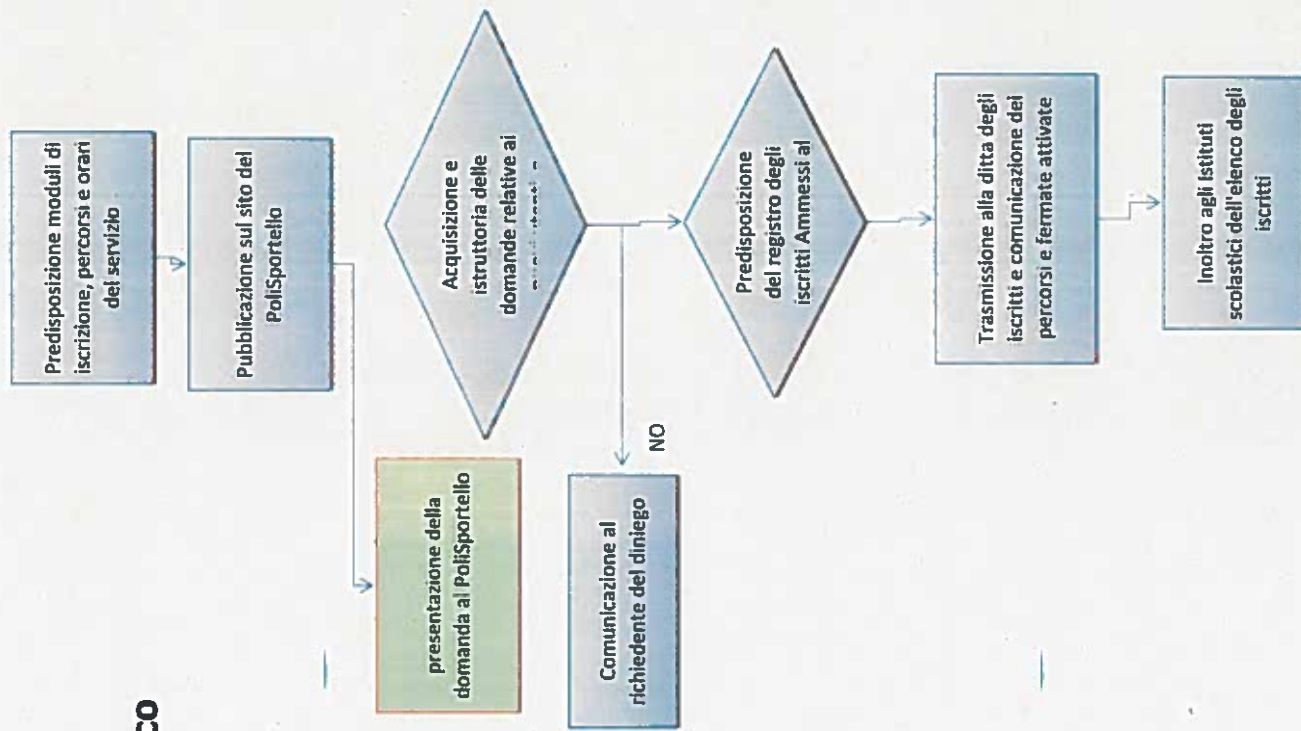 co
Predisposizione moduli di
iscrizione, percorsi e orari
del servizio
Pubblicazione sul sito del
PoliSportello
presentazione della
domanda al PoliSportello
Acquisizione e
istruttoria delle
domande relative ai
NO
Comunicazione al
richiedente del diniego
Predisposizione
del registro degli
iscritti Ammessi al
Trasmissione alla ditta degli
iscritti e comunicazione dei
percorsi e fermate attivate
Inoltro agli istituti
scolastici dell'elenco degli
iscritti